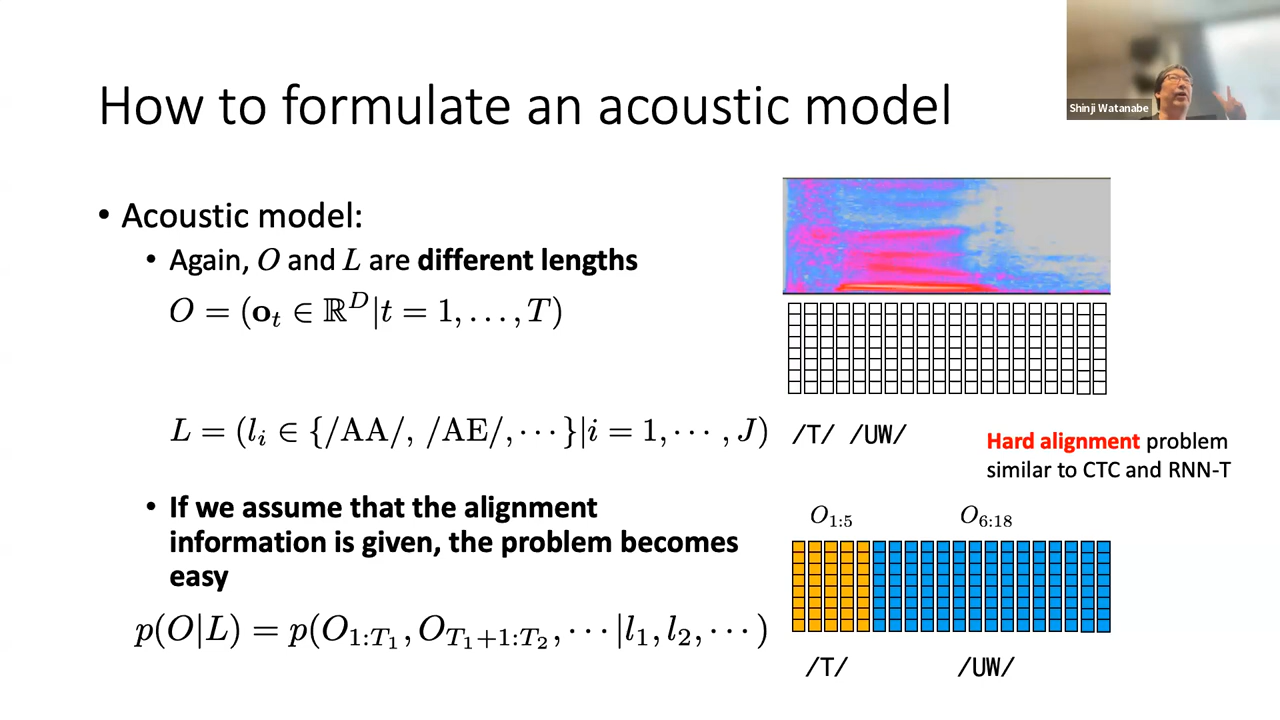 How to formulate an acoustic model
Shinji Watanabe
• Acoustic model:
• Again, O and L are different lengths
O = (𝐨_t ∈ ℝ^D|t = 1, …, T)
L = (l_i ∈ {/AA/, /AE/, ⋯}|i = 1, ⋯, J)
/T/ /UW/
Hard alignment problem
similar to CTC and RNN-T
• If we assume that the alignment
information is given, the problem becomes
easy
p(O|L) = p(O_{1:T_1}, O_{T_1+1:T_2}, ⋯ |l_1, l_2, ⋯)
O_{1:5} O_{6:18}
/T/ /UW/